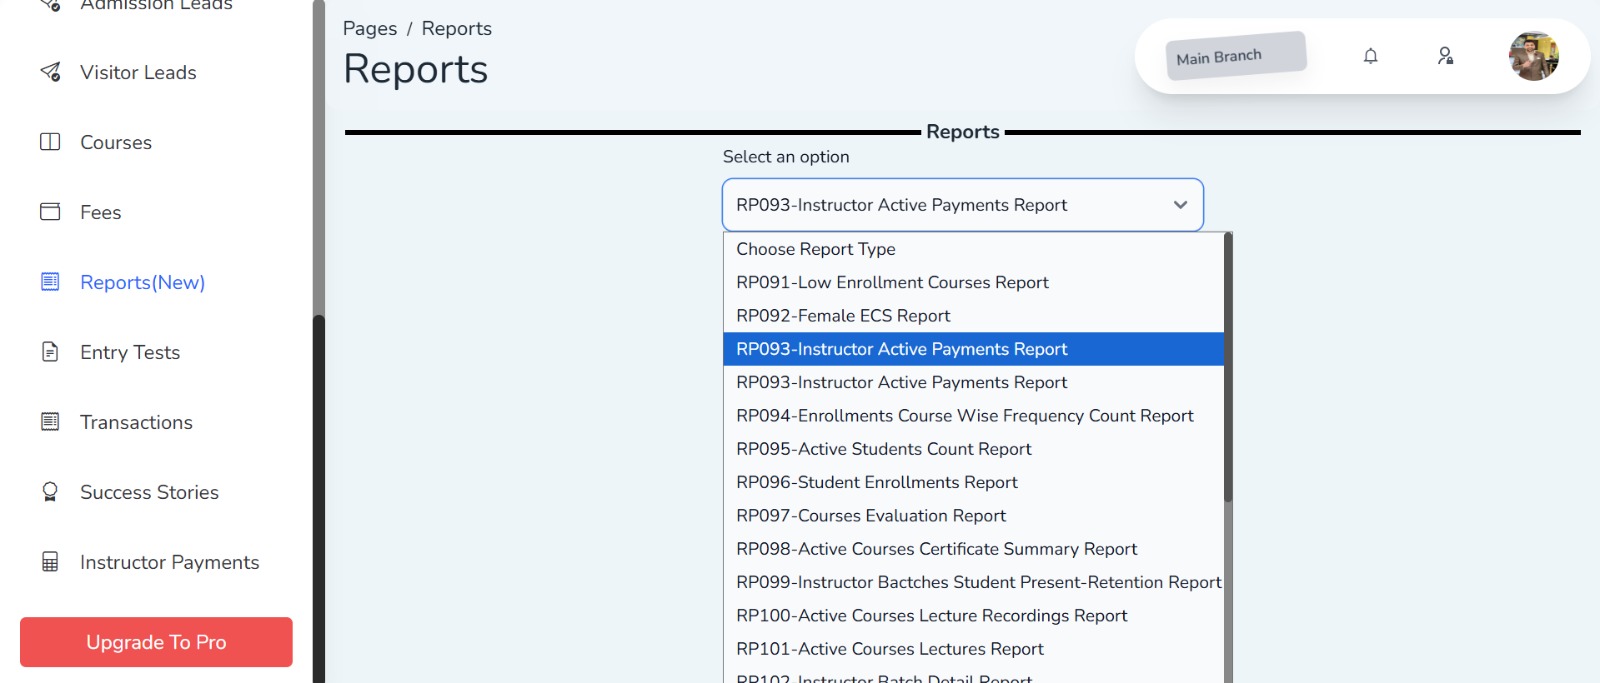 Admission Leads
Visitor Leads
Courses
Fees
Reports(New)
Entry Tests
Transactions
Success Stories
Instructor Payments
Upgrade To Pro
Pages / Reports
Reports
Main Branch
Reports
Select an option
RP093-Instructor Active Payments Report
Choose Report Type
RP091-Low Enrollment Courses Report
RP092-Female ECS Report
RP093-Instructor Active Payments Report
RP093-Instructor Active Payments Report
RP094-Enrollments Course Wise Frequency Count Report
RP095-Active Students Count Report
RP096-Student Enrollments Report
RP097-Courses Evaluation Report
RP098-Active Courses Certificate Summary Report
RP099-Instructor Bactches Student Present-Retention Report
RP100-Active Courses Lecture Recordings Report
RP101-Active Courses Lectures Report
RP102-Instructor Batch Detail Report